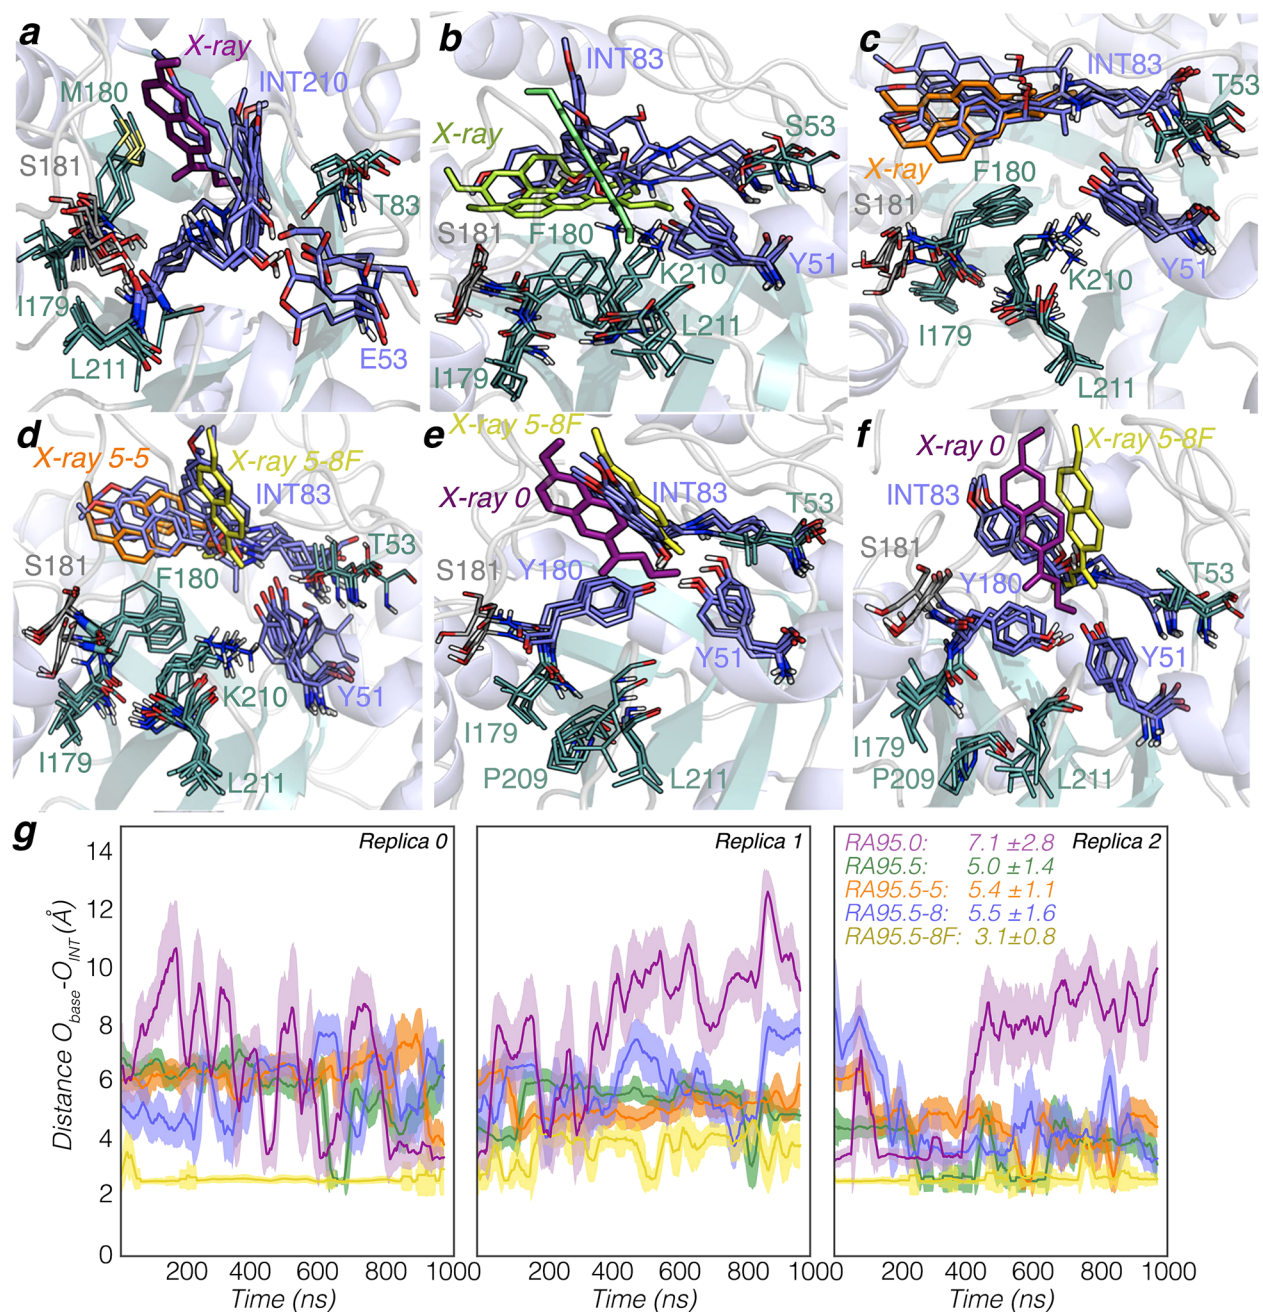 a
X-ray
INT210
M180
S181
T83
I179
L211
E53
b
INT83
X-ray
S53
S181
F180
K210
Y51
L211
I179
c
INT83
T53
X-ray
F180
S181
K210
Y51
I179
L211
d
X-ray 5-5
X-ray 5-8F
INT83
S181
F180
T53
K210
Y51
I179
L211
e
X-ray 5-8F
X-ray 0
INT83
T53
S181
Y180
Y51
I179
P209
L211
f
X-ray 0
X-ray 5-8F
INT83
S181
Y180
T53
Y51
I179
P209
L211
g
Replica 0
Replica 1
Replica 2
RA95.0: 7.1 ±2.8
RA95.5: 5.0 ±1.4
RA95.5-5: 5.4 ±1.1
RA95.5-8: 5.5 ±1.6
RA95.5-8F: 3.1±0.8
Distance Obase-OINT (Å)
14
12
10
8
6
4
2
0
200 400 600 800 1000
200 400 600 800 1000
200 400 600 800 1000
Time (ns)
Time (ns)
Time (ns)